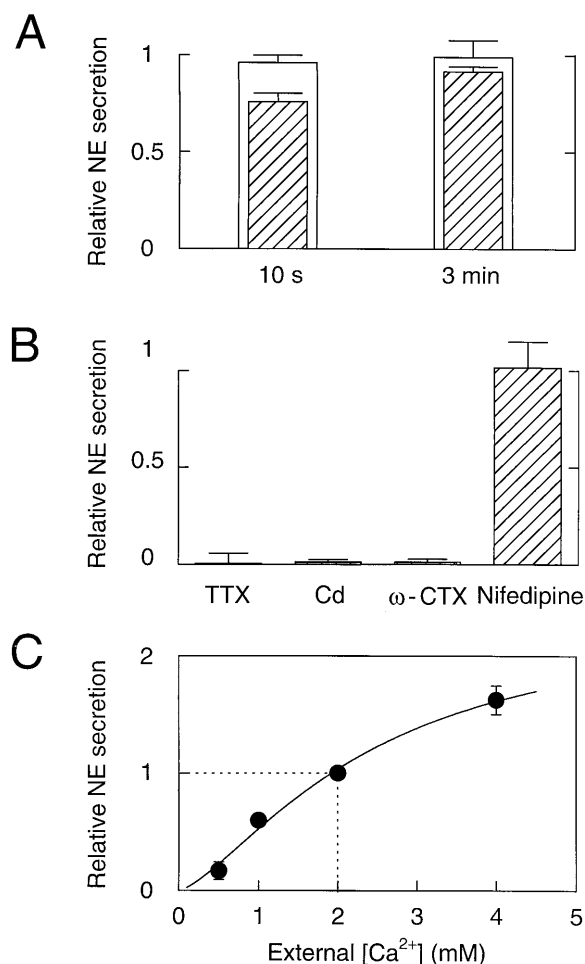 A
Relative NE secretion
1
0.5
0
10 s
3 min
B
Relative NE secretion
1
0.5
0
TTX
Cd
ω-CTX
Nifedipine
C
Relative NE secretion
2
1
0
0
1
2
3
4
5
External [Ca²⁺] (mM)